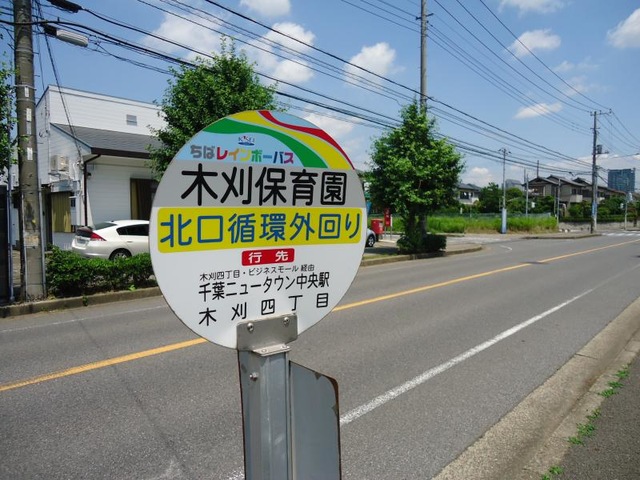 ちばレインボーバス
木刈保育園
北口循環外回り
行先
木刈四丁目・ビジネスモール 経由
千葉ニュータウン中央駅
木刈四丁目